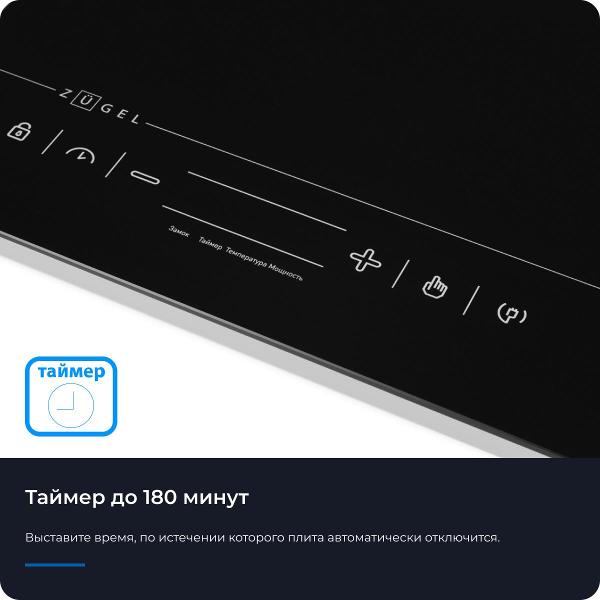 ZÜGEL
Замок Таймер Температура Мощность
таймер
Таймер до 180 минут
Выставите время, по истечении которого плита автоматически отключится.